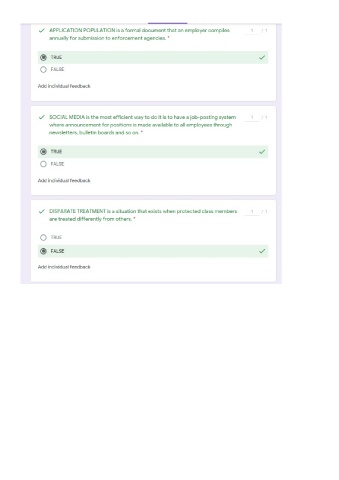 APPLICATION POPULATION is a formal document that an employer compiles
annually for submission to enforcement agencies. *
TRUE
FALSE
Add individual feedback
SOCIAL MEDIA is the most efficient way to do it is to have a job-posting system
where announcement for positions is made available to all employees through
newsletters, bulletin boards and so on. *
TRUE
FALSE
Add individual feedback
DISPARATE TREATMENT is a situation that exists when protected class members
are treated differently from others. *
TRUE
FALSE
Add individual feedback